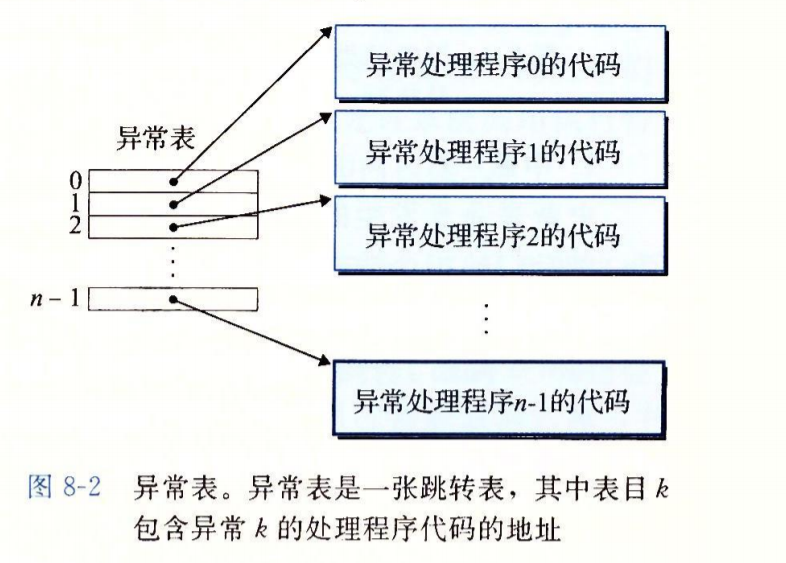 异常处理程序0的代码
异常处理程序1的代码
异常处理程序2的代码
⋮
异常处理程序n-1的代码
异常表
0
1
2
⋮
n – 1
图 8-2 异常表。异常表是一张跳转表，其中表目 k
包含异常 k 的处理程序代码的地址